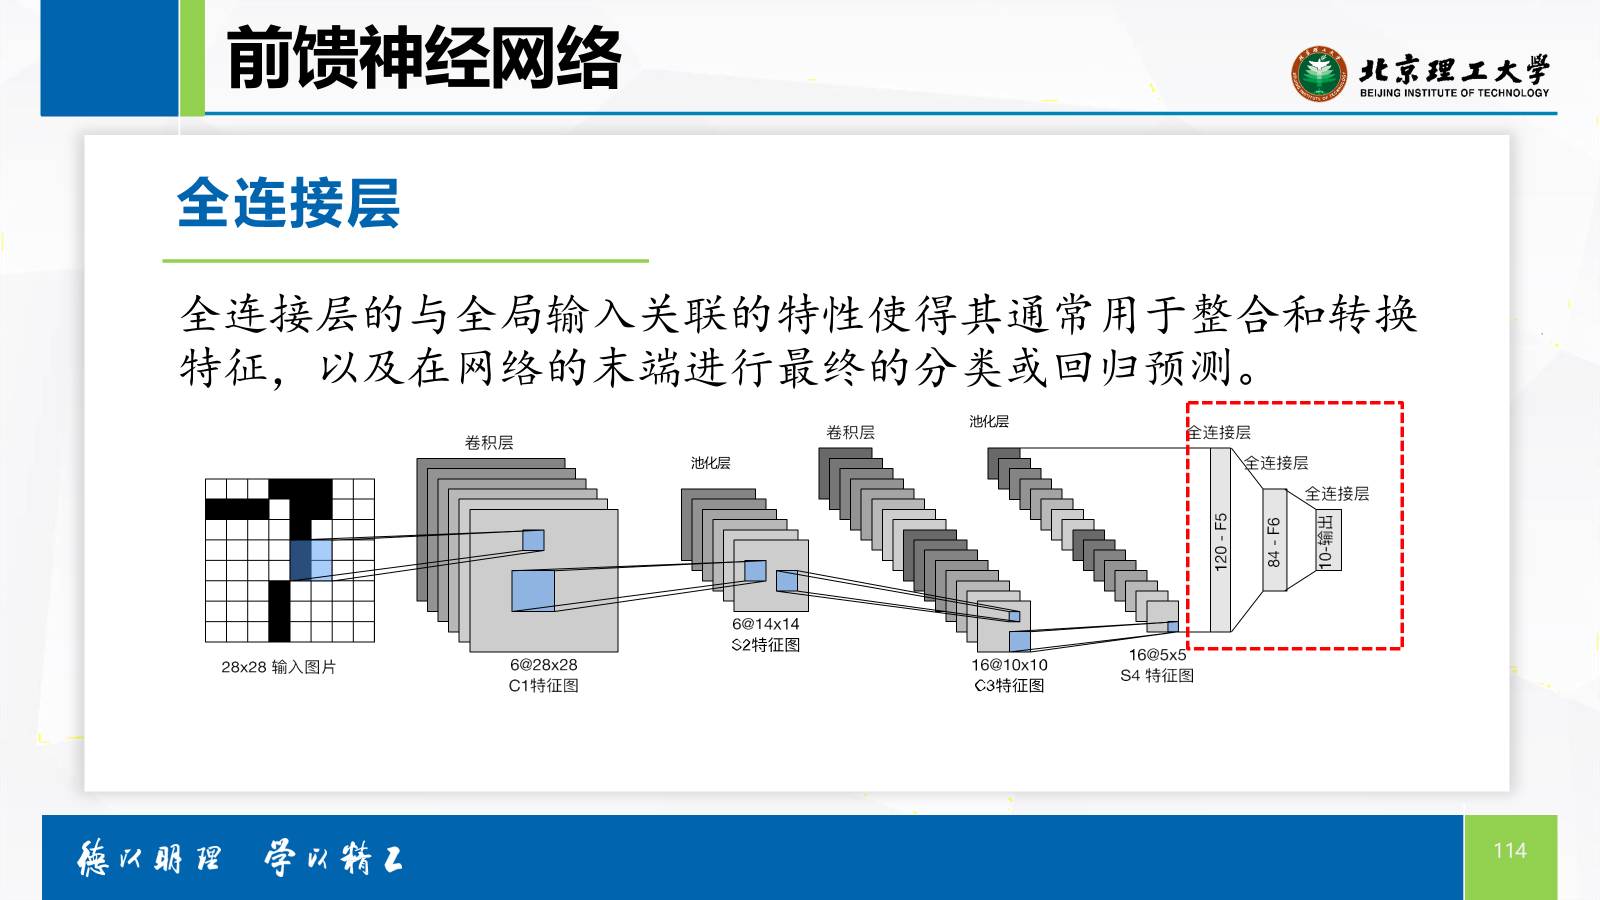 前馈神经网络
北京理工大学
BEIJING INSTITUTE OF TECHNOLOGY
全连接层
全连接层的与全局输入关联的特性使得其通常用于整合和转换
特征，以及在网络的末端进行最终的分类或回归预测。
卷积层
池化层
卷积层
池化层
全连接层
全连接层
全连接层
120 - F5
84 - F6
10-输出
28x28 输入图片
6@28x28
C1特征图
6@14x14
S2特征图
16@10x10
C3特征图
16@5x5
S4 特征图
德以明理 学以精工
114